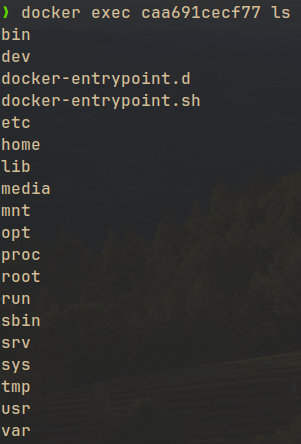 ❯ docker exec caa691cecf77 ls
bin
dev
docker-entrypoint.d
docker-entrypoint.sh
etc
home
lib
media
mnt
opt
proc
root
run
sbin
srv
sys
tmp
usr
var